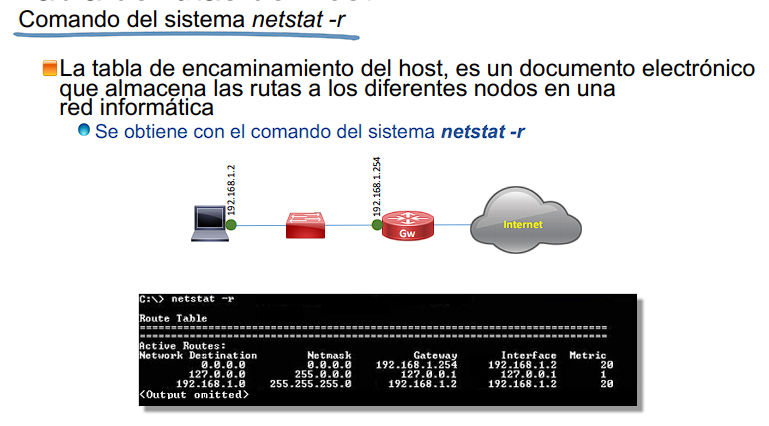 Comando del sistema netstat -r
La tabla de encaminamiento del host, es un documento electrónico
que almacena las rutas a los diferentes nodos en una
red informática
Se obtiene con el comando del sistema netstat -r
192.168.1.2
192.168.1.254
Gw
Internet
C:\> netstat -r
Route Table
===========================================================================
===========================================================================
Active Routes:
Network Destination Netmask Gateway Interface Metric
0.0.0.0 0.0.0.0 192.168.1.254 192.168.1.2 20
127.0.0.0 255.0.0.0 127.0.0.1 127.0.0.1 1
192.168.1.0 255.255.255.0 192.168.1.2 192.168.1.2 20
<Output omitted>